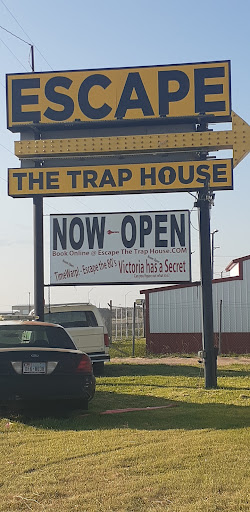 ESCAPE
THE TRAP HOUSE
NOW OPEN
Book Online @ Escape The Trap House.COM
TimeWarp! - Escape the 80's
Victoria has a Secret